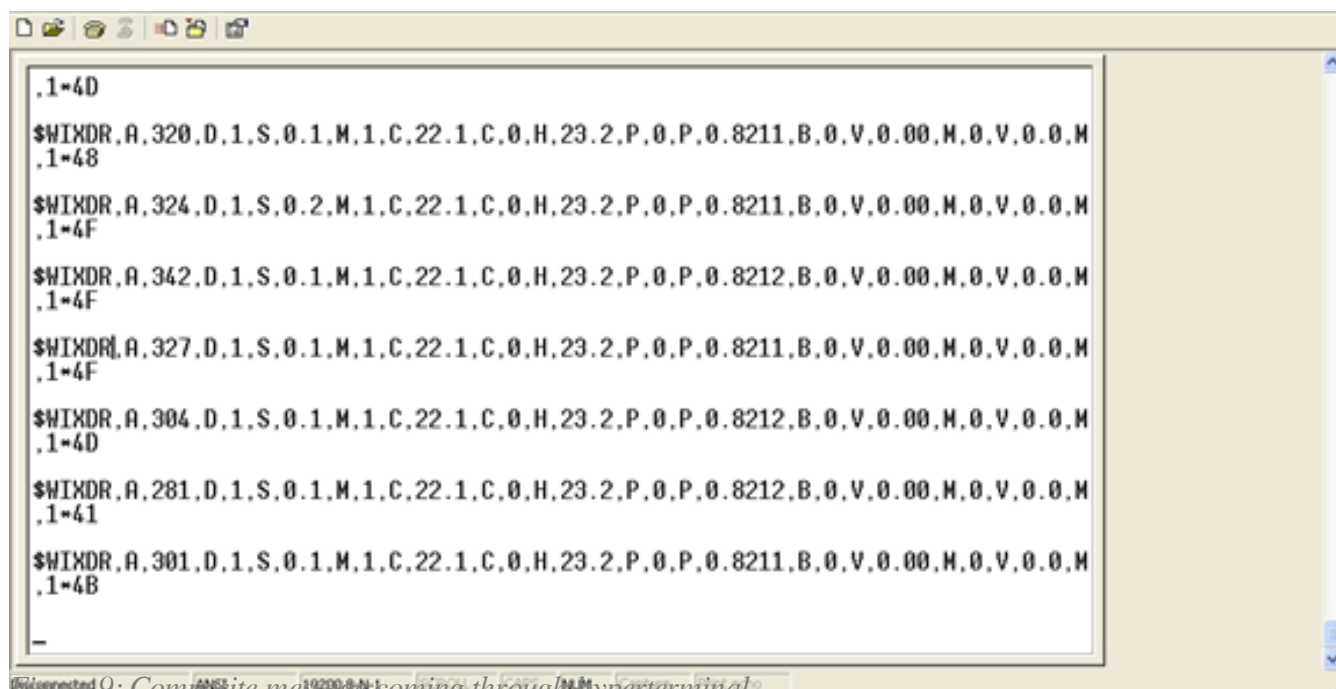 ,1*4D
$WIXDR,A,320,D,1,S,0.1,M,1,C,22.1,C,0,H,23.2,P,0,P,0.8211,B,0,V,0.00,M,0,V,0.0,M
,1*48
$WIXDR,A,324,D,1,S,0.2,M,1,C,22.1,C,0,H,23.2,P,0,P,0.8211,B,0,V,0.00,M,0,V,0.0,M
,1*4F
$WIXDR,A,342,D,1,S,0.1,M,1,C,22.1,C,0,H,23.2,P,0,P,0.8212,B,0,V,0.00,M,0,V,0.0,M
,1*4F
$WIXDR,A,327,D,1,S,0.1,M,1,C,22.1,C,0,H,23.2,P,0,P,0.8211,B,0,V,0.00,M,0,V,0.0,M
,1*4F
$WIXDR,A,304,D,1,S,0.1,M,1,C,22.1,C,0,H,23.2,P,0,P,0.8212,B,0,V,0.00,M,0,V,0.0,M
,1*4D
$WIXDR,A,281,D,1,S,0.1,M,1,C,22.1,C,0,H,23.2,P,0,P,0.8212,B,0,V,0.00,M,0,V,0.0,M
,1*41
$WIXDR,A,301,D,1,S,0.1,M,1,C,22.1,C,0,H,23.2,P,0,P,0.8211,B,0,V,0.00,M,0,V,0.0,M
,1*4B
_
9: Composite message coming through hyperterminal